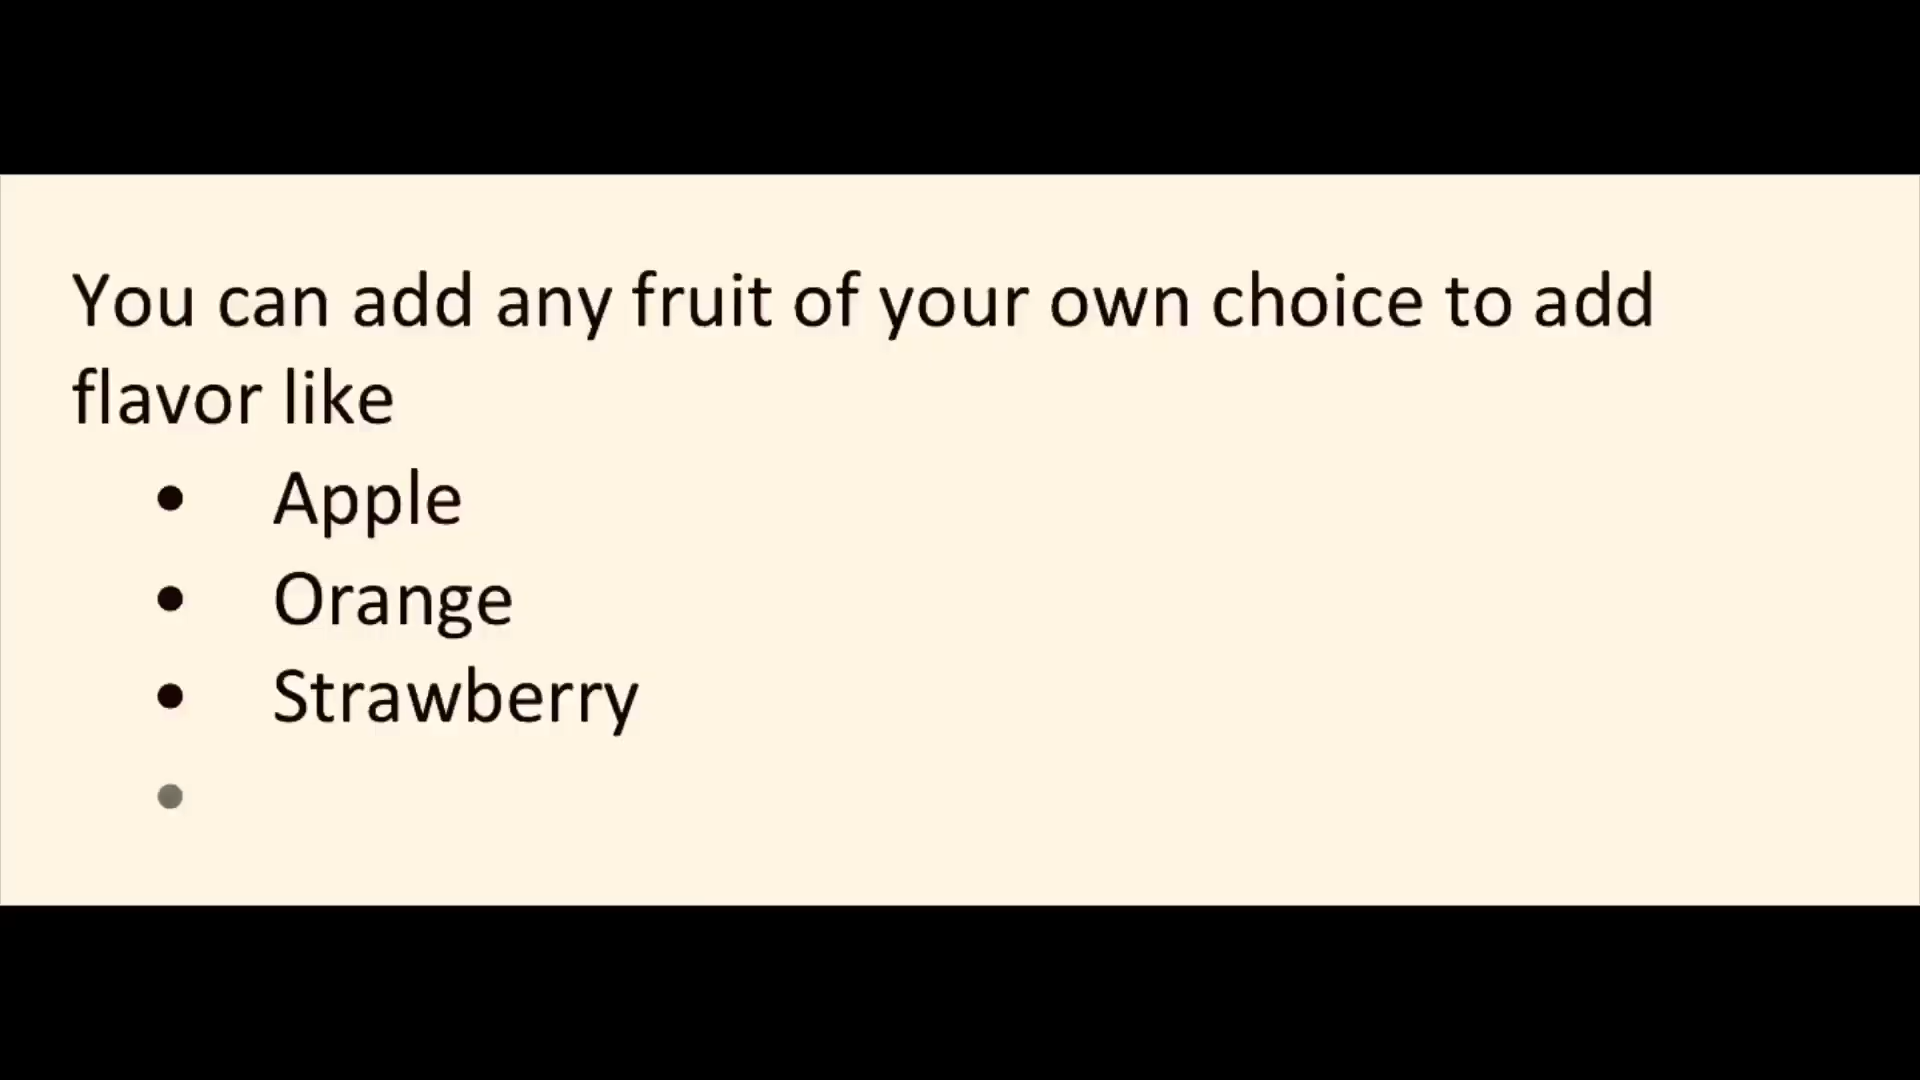 You can add any fruit of your own choice to add
flavor like
• Apple
• Orange
• Strawberry
•